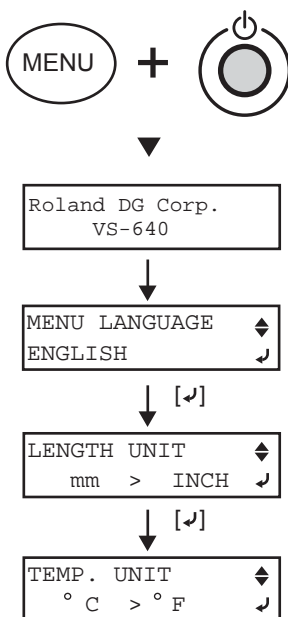 MENU +
Roland DG Corp.
VS-640
MENU LANGUAGE
ENGLISH
[↵]
LENGTH UNIT
mm > INCH
[↵]
TEMP. UNIT
°C > °F